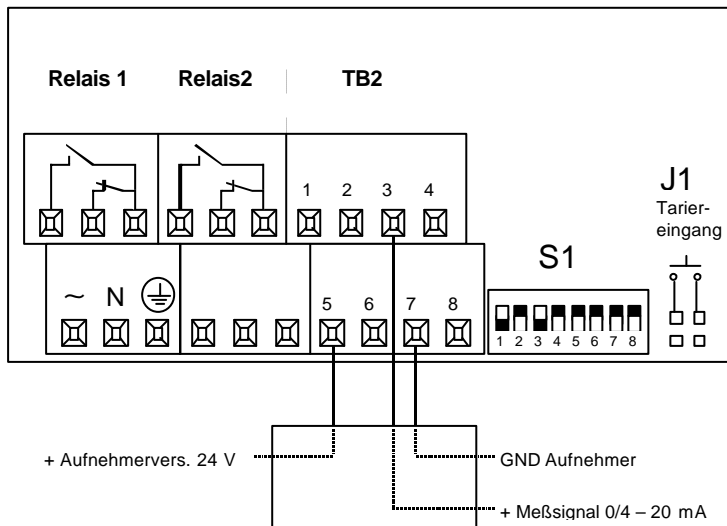 Relais 1 Relais2 TB2
1 2 3 4
J1
Tarier-
eingang
S1
~ N
5 6 7 8
1 2 3 4 5 6 7 8
+ Aufnehmervers. 24 V
GND Aufnehmer
+ Meßsignal 0/4 – 20 mA